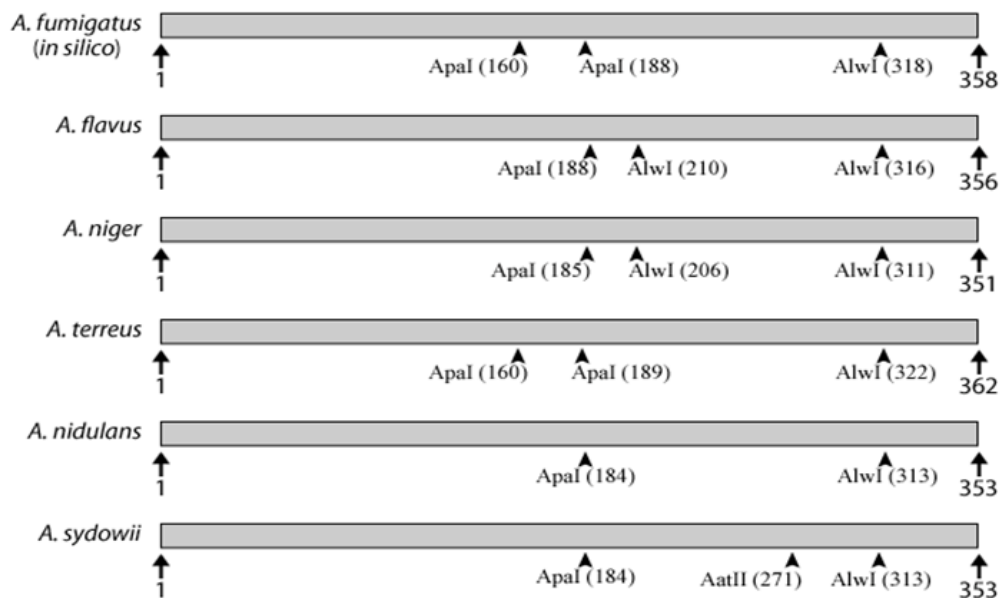 A. fumigatus
(in silico)
ApaI (160) ApaI (188) AlwI (318)
1 358
A. flavus
ApaI (188) AlwI (210) AlwI (316)
1 356
A. niger
ApaI (185) AlwI (206) AlwI (311)
1 351
A. terreus
ApaI (160) ApaI (189) AlwI (322)
1 362
A. nidulans
ApaI (184) AlwI (313)
1 353
A. sydowii
ApaI (184) AatII (271) AlwI (313)
1 353